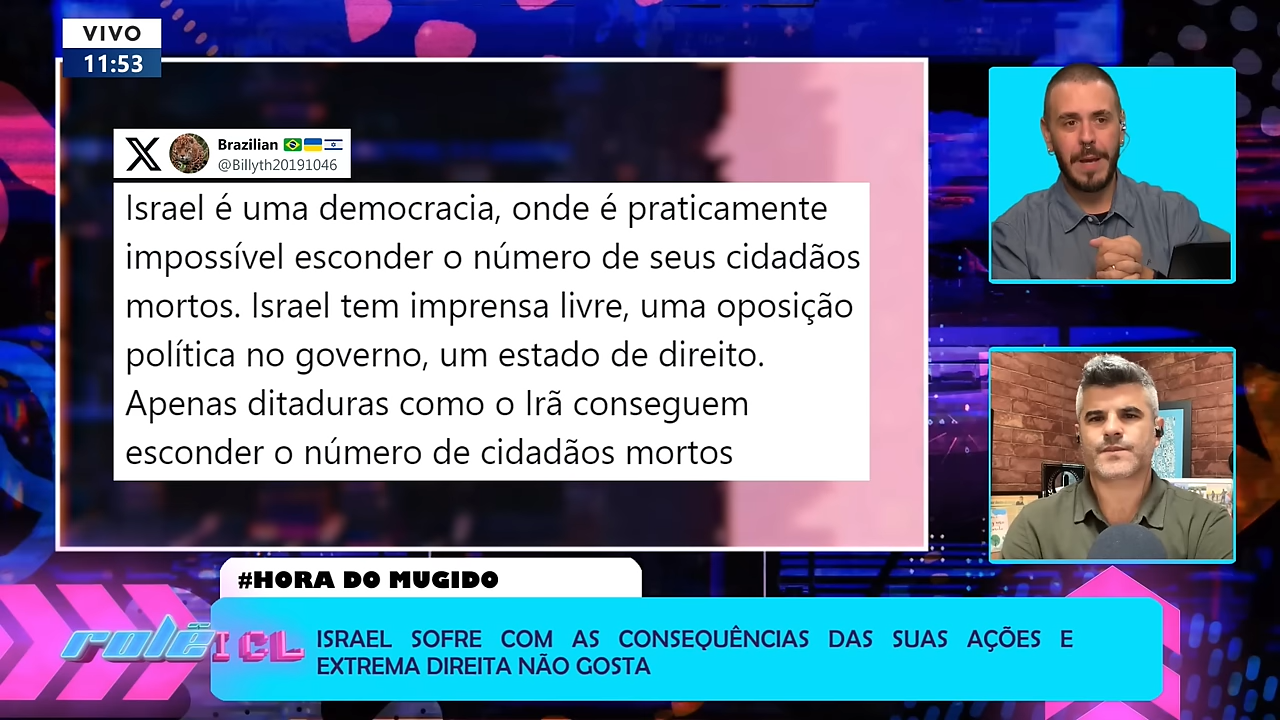 VIVO
11:53
X
Brazilian
@Billyth20191046
Israel é uma democracia, onde é praticamente
impossível esconder o número de seus cidadãos
mortos. Israel tem imprensa livre, uma oposição
política no governo, um estado de direito.
Apenas ditaduras como o Irã conseguem
esconder o número de cidadãos mortos
#HORA DO MUGIDO
rolê ICL
ISRAEL SOFRE COM AS CONSEQUÊNCIAS DAS SUAS AÇÕES E
EXTREMA DIREITA NÃO GOSTA